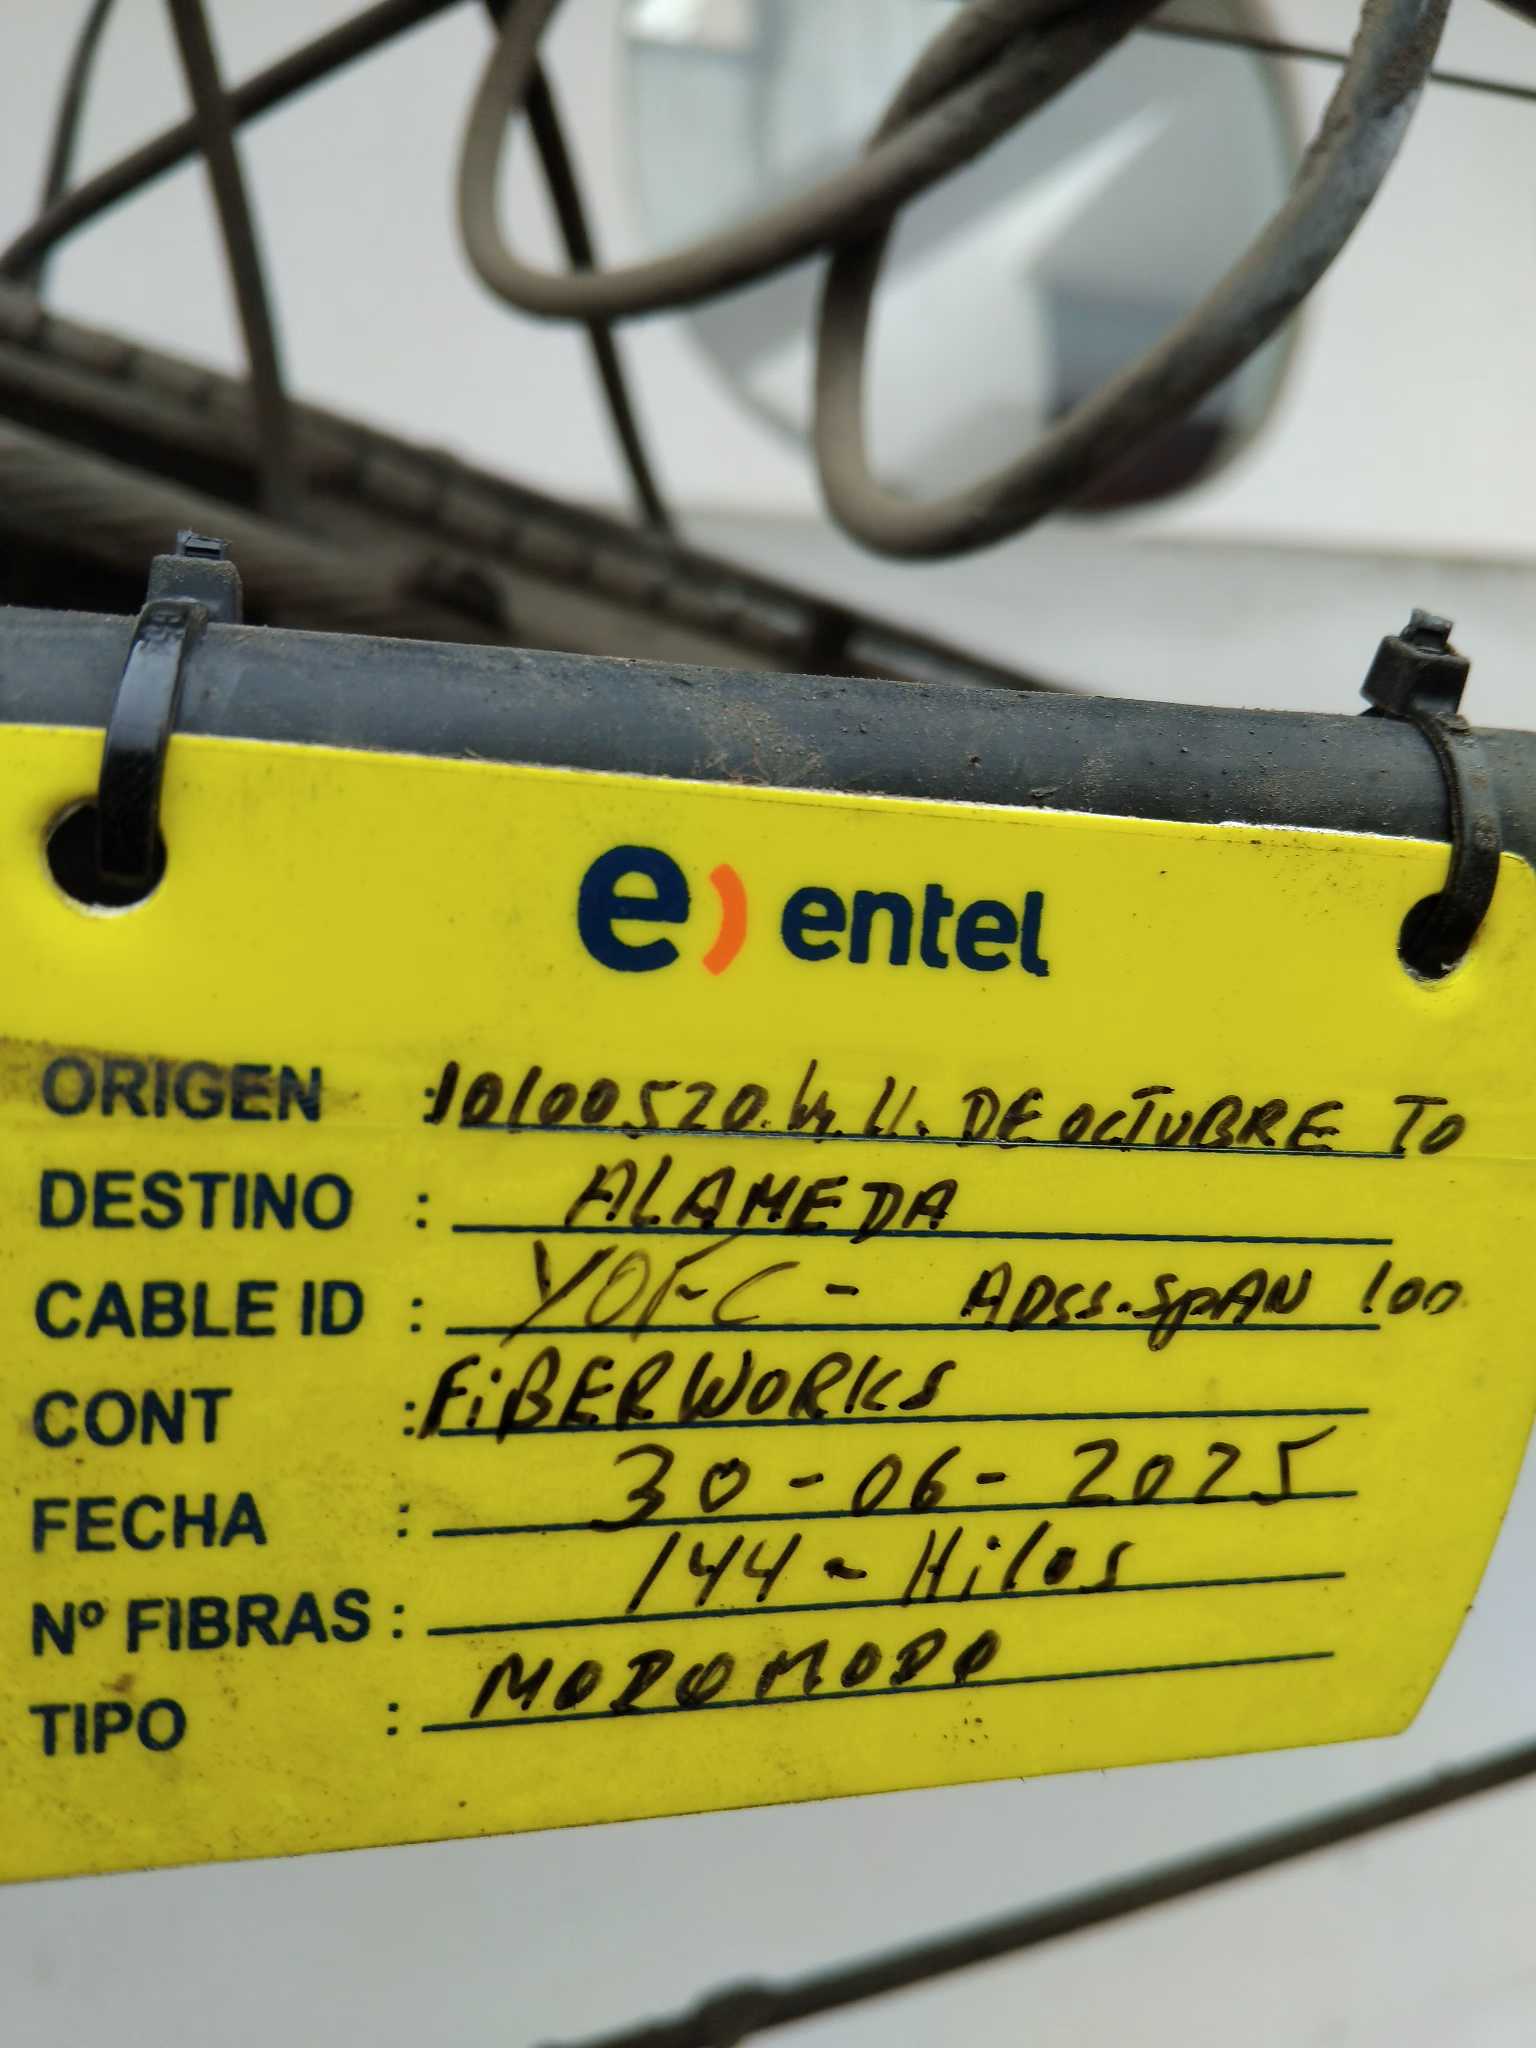 e) entel
ORIGEN : 10100520. 4. 11. DE OCTUBRE TO
DESTINO : ALAMEDA
CABLE ID : YOFC - ADSS.SPAN 100
CONT : FiBERWORKS
FECHA : 30-06-2025
Nº FIBRAS : 144 - Hilos
TIPO : MONOMODO